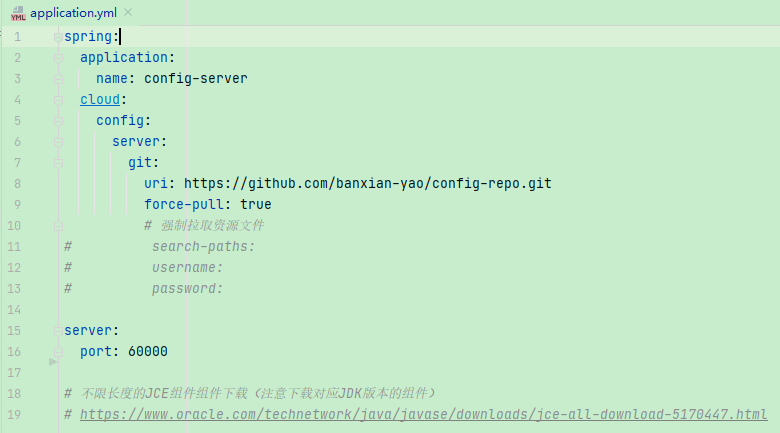 application.yml
1 spring:
2 application:
3 name: config-server
4 cloud:
5 config:
6 server:
7 git:
8 uri: https://github.com/banxian-yao/config-repo.git
9 force-pull: true
10 # 强制拉取资源文件
11 # search-paths:
12 # username:
13 # password:
14
15 server:
16 port: 60000
17
18 # 不限长度的JCE组件组件下载（注意下载对应JDK版本的组件）
19 # https://www.oracle.com/technetwork/java/javase/downloads/jce-all-download-5170447.html